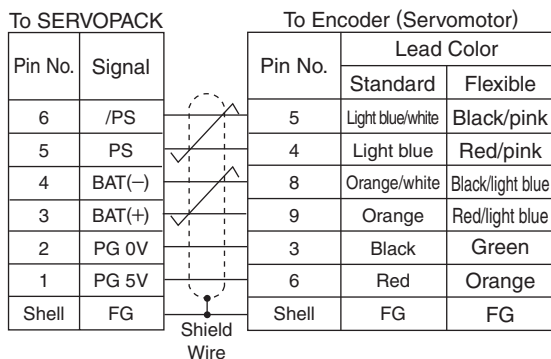 To SERVOPACK To Encoder (Servomotor)
Pin No. Signal Pin No. Lead Color
Standard Flexible
6 /PS 5 Light blue/white Black/pink
5 PS 4 Light blue Red/pink
4 BAT(−) 8 Orange/white Black/light blue
3 BAT(+) 9 Orange Red/light blue
2 PG 0V 3 Black Green
1 PG 5V 6 Red Orange
Shell FG Shell FG FG
Shield
Wire